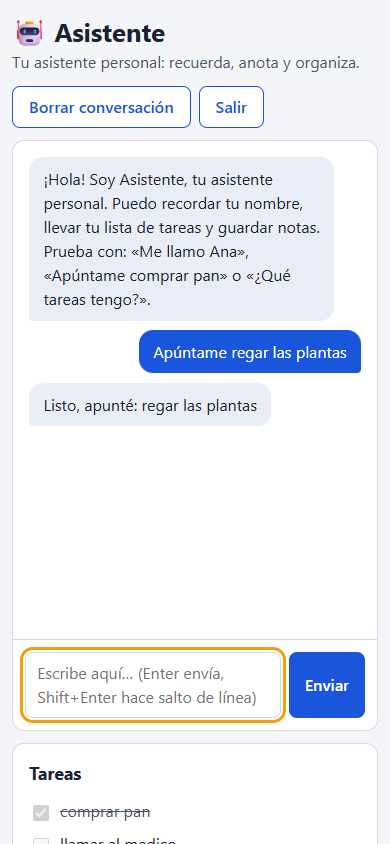 Asistente
Tu asistente personal: recuerda, anota y organiza.
Borrar conversación
Salir
¡Hola! Soy Asistente, tu asistente
personal. Puedo recordar tu nombre,
llevar tu lista de tareas y guardar notas.
Prueba con: «Me llamo Ana»,
«Apúntame comprar pan» o «¿Qué
tareas tengo?».
Apúntame regar las plantas
Listo, apunté: regar las plantas
Escribe aquí... (Enter envía,
Shift+Enter hace salto de línea)
Enviar
Tareas
comprar pan
llamar al medico